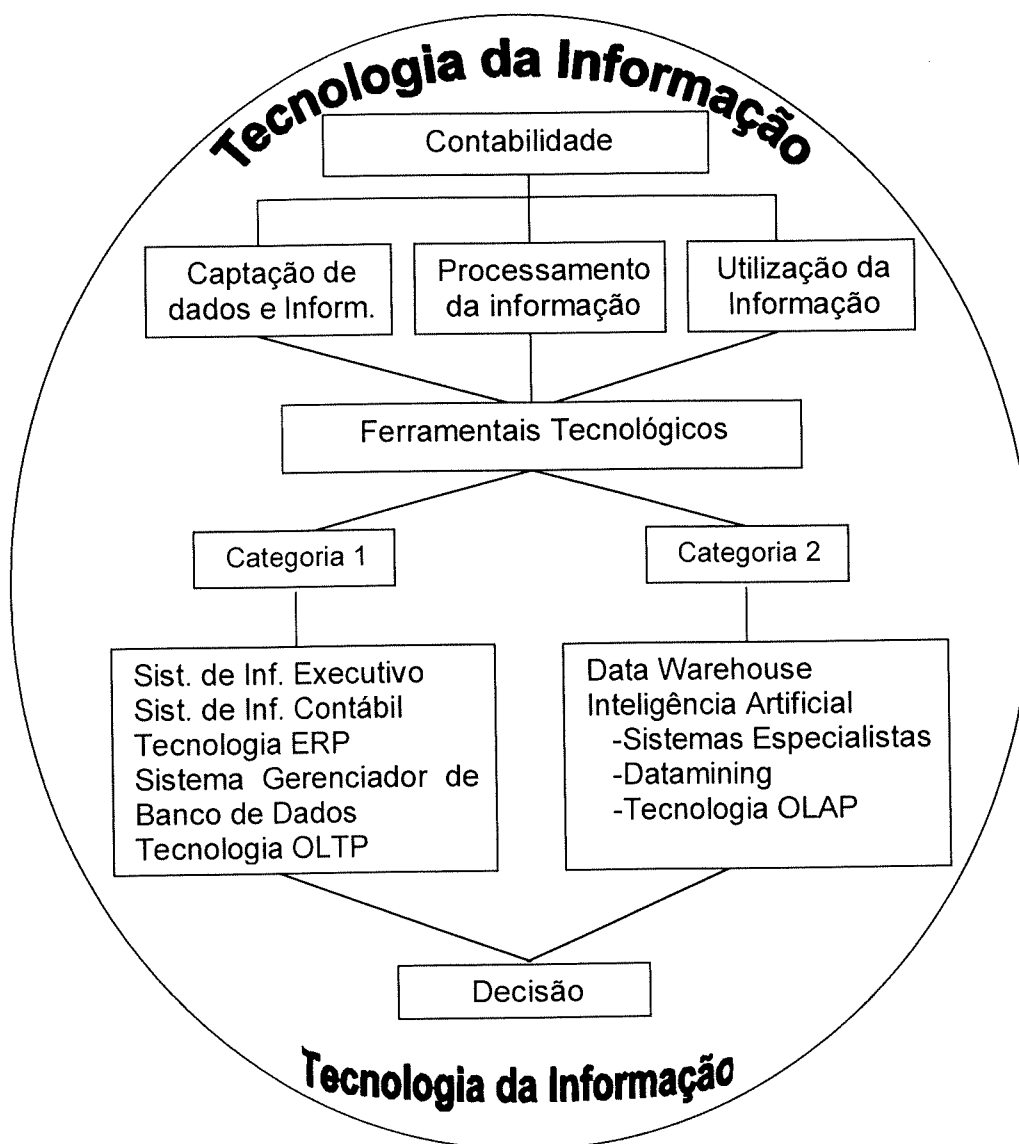 Tecnologia da Informação
Contabilidade
Captação de
dados e Inform.
Processamento
da informação
Utilização da
Informação
Ferramentais Tecnológicos
Categoria 1
Categoria 2
Sist. de Inf. Executivo
Sist. de Inf. Contábil
Tecnologia ERP
Sistema Gerenciador de
Banco de Dados
Tecnologia OLTP
Data Warehouse
Inteligência Artificial
-Sistemas Especialistas
-Datamining
-Tecnologia OLAP
Decisão
Tecnologia da Informação